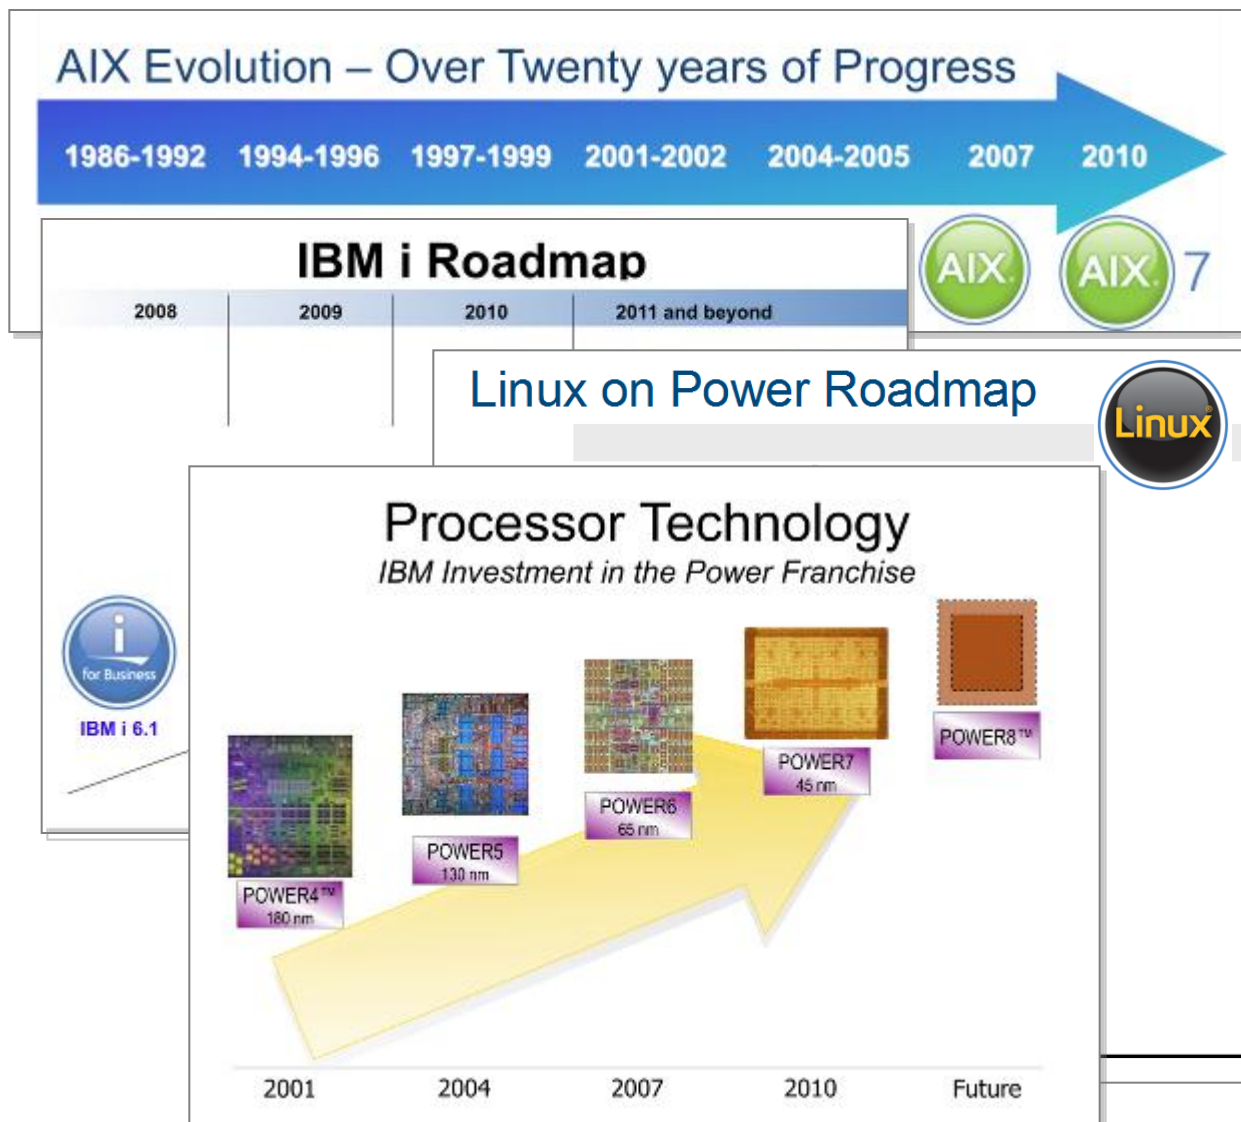 AIX Evolution – Over Twenty years of Progress
1986-1992 1994-1996 1997-1999 2001-2002 2004-2005 2007 2010
AIX. AIX. 7
IBM i Roadmap
2008 2009 2010 2011 and beyond
Linux on Power Roadmap
Linux®
i
for Business
IBM i 6.1
Processor Technology
IBM Investment in the Power Franchise
POWER4™
180 nm
POWER5
130 nm
POWER6
65 nm
POWER7
45 nm
POWER8™
2001 2004 2007 2010 Future